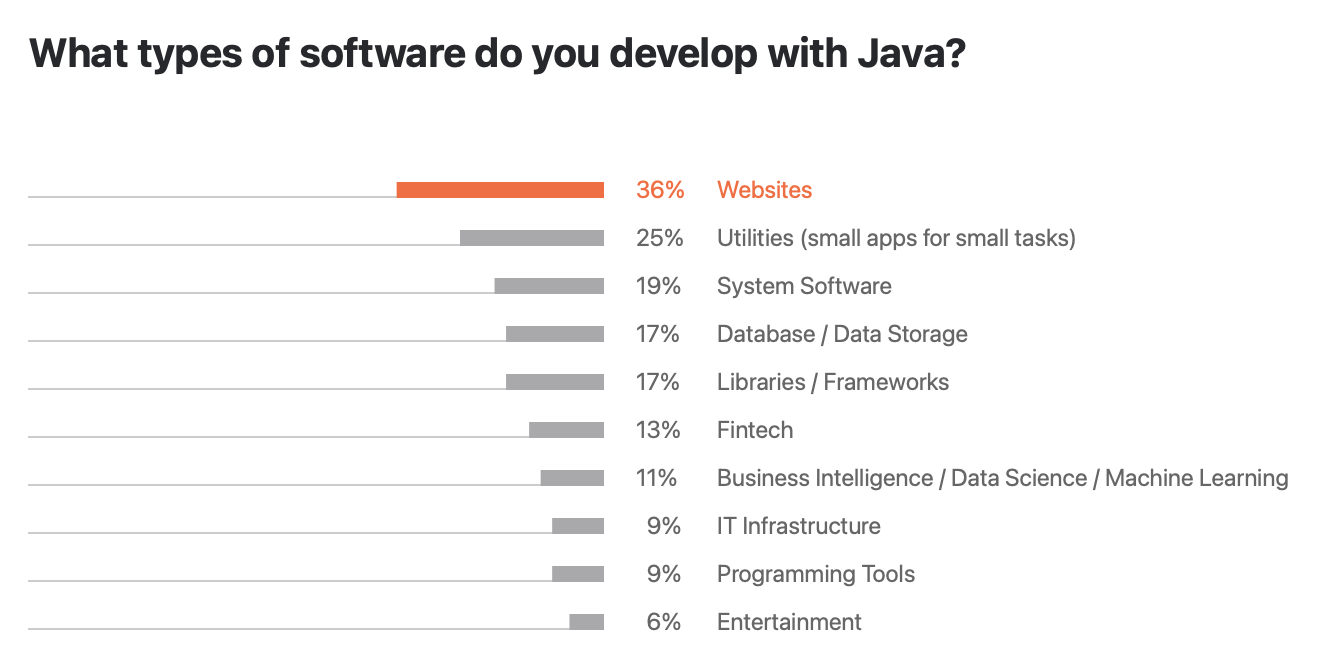 What types of software do you develop with Java?
36% Websites
25% Utilities (small apps for small tasks)
19% System Software
17% Database / Data Storage
17% Libraries / Frameworks
13% Fintech
11% Business Intelligence / Data Science / Machine Learning
9% IT Infrastructure
9% Programming Tools
6% Entertainment